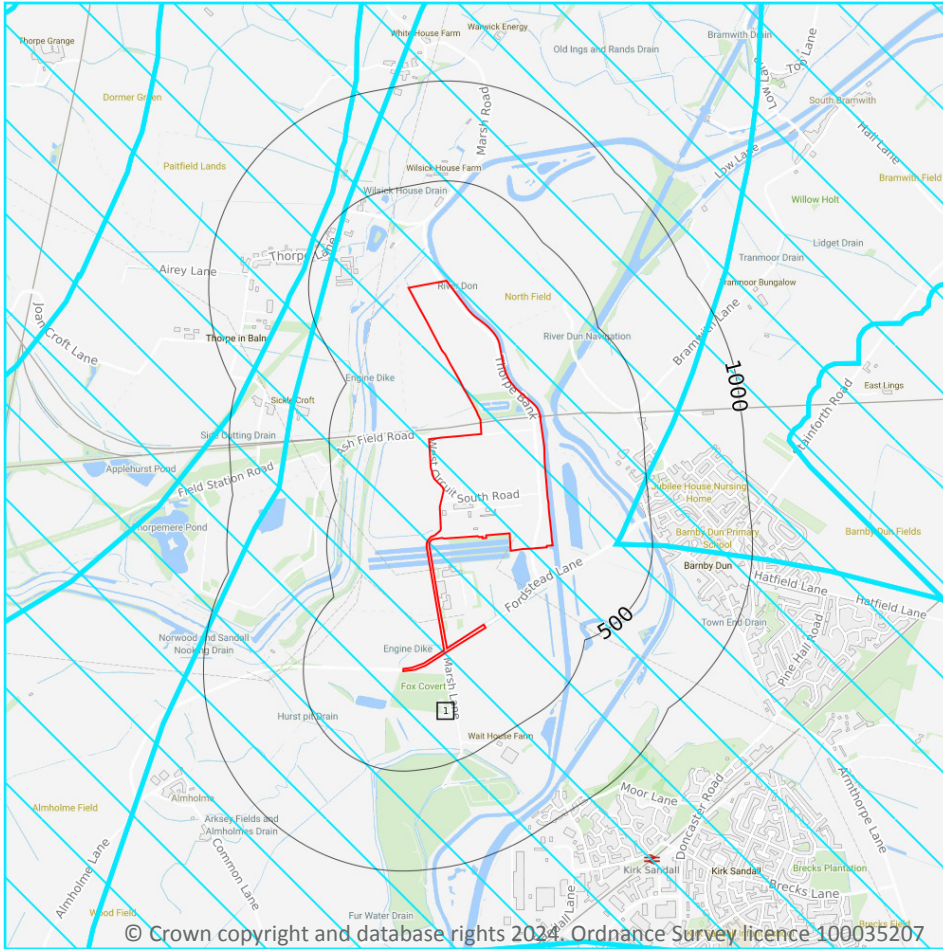 Thorpe Grange
White House Farm
Warwick Energy
Old Ings and Rands Drain
Bramwith Drain
Top Lane
Low Lane
Dormer Green
South Bramwith
Marsh Road
Hall Lane
Paitfield Lands
Wilsick House Farm
Low Lane
Bramwith Field
Wilsick House Drain
Willow Holt
Thorpe Lane
Lidget Drain
Airey Lane
Tranmoor Drain
River Don
North Field
Tranmoor Bungalow
Joan Croft Lane
Thorpe in Balne
River Dun Navigation
Bramwith Lane
Engine Dike
Thorpe Bank
1000
East Lings
Sickle Croft
Stainforth Road
Side Cutting Drain
Ash Field Road
West Circuit
Applehurst Pond
Field Station Road
South Road
Jubilee House Nursing
Home
Thorpemere Pond
Barnby Dun Primary
School
Barnby Dun Fields
Barnby Dun
Fordstead Lane
Hatfield Lane
Hatfield Lane
500
Town End Drain
Norwood and Sandall
Nooking Drain
Engine Dike
Pine Hall Road
Marsh Lane
Fox Covert
1
Hurst pit Drain
Wait House Farm
Almholme
Moor Lane
Almholme Field
Arksey Fields and
Almholmes Drain
Doncaster Road
Armthorpe Lane
Common Lane
Almholme Lane
Kirk Sandall
Kirk Sandall
Brecks Plantation
Brecks Lane
Wood Field
Fur Water Drain
Hall Lane
Brecks Field
© Crown copyright and database rights 2024. Ordnance Survey licence 100035207